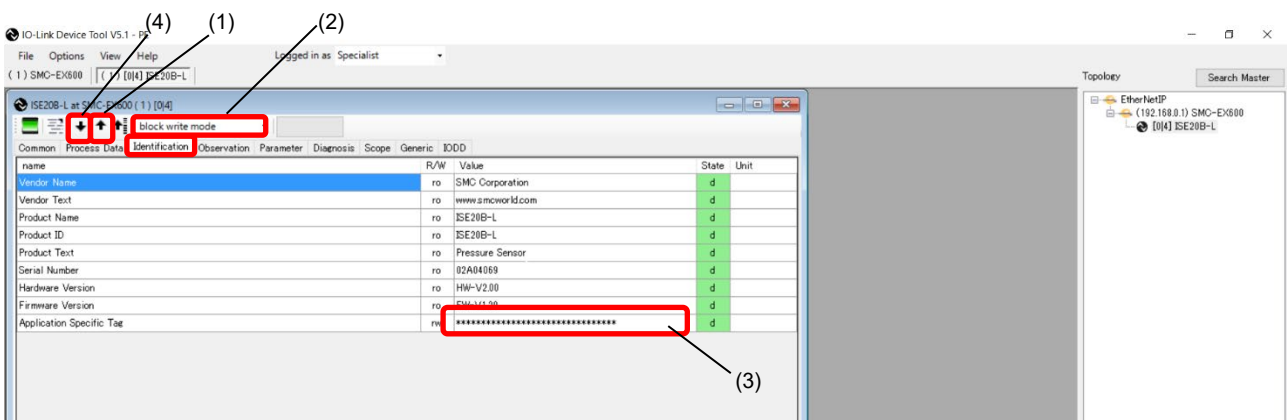 (4) (1) (2)
IO-Link Device Tool V5.1 - PE
File Options View Help Logged in as Specialist
( 1 ) SMC-EX600 ( 1 ) [0|4] ISE20B-L
Topology Search Master
ISE20B-L at SMC-EX600 ( 1 ) [0|4]
block write mode
Common Process Data Identification Observation Parameter Diagnosis Scope Generic IODD
name R/W Value State Unit
Vendor Name ro SMC Corporation d
Vendor Text ro www.smcworld.com d
Product Name ro ISE20B-L d
Product ID ro ISE20B-L d
Product Text ro Pressure Sensor d
Serial Number ro 02A04069 d
Hardware Version ro HW-V2.00 d
Firmware Version ro d
Application Specific Tag rw ******************************** d
(3)
EtherNetIP
(192.168.0.1) SMC-EX600
[0|4] ISE20B-L